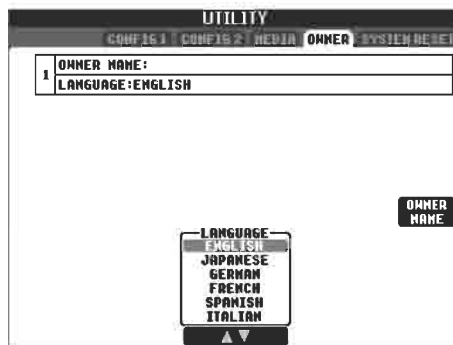 UTILITY
CONFIG 1 CONFIG 2 MEDIA OWNER SYSTEM RESET
1 OWNER NAME:
LANGUAGE:ENGLISH
OWNER
NAME
LANGUAGE
ENGLISH
JAPANESE
GERMAN
FRENCH
SPANISH
ITALIAN